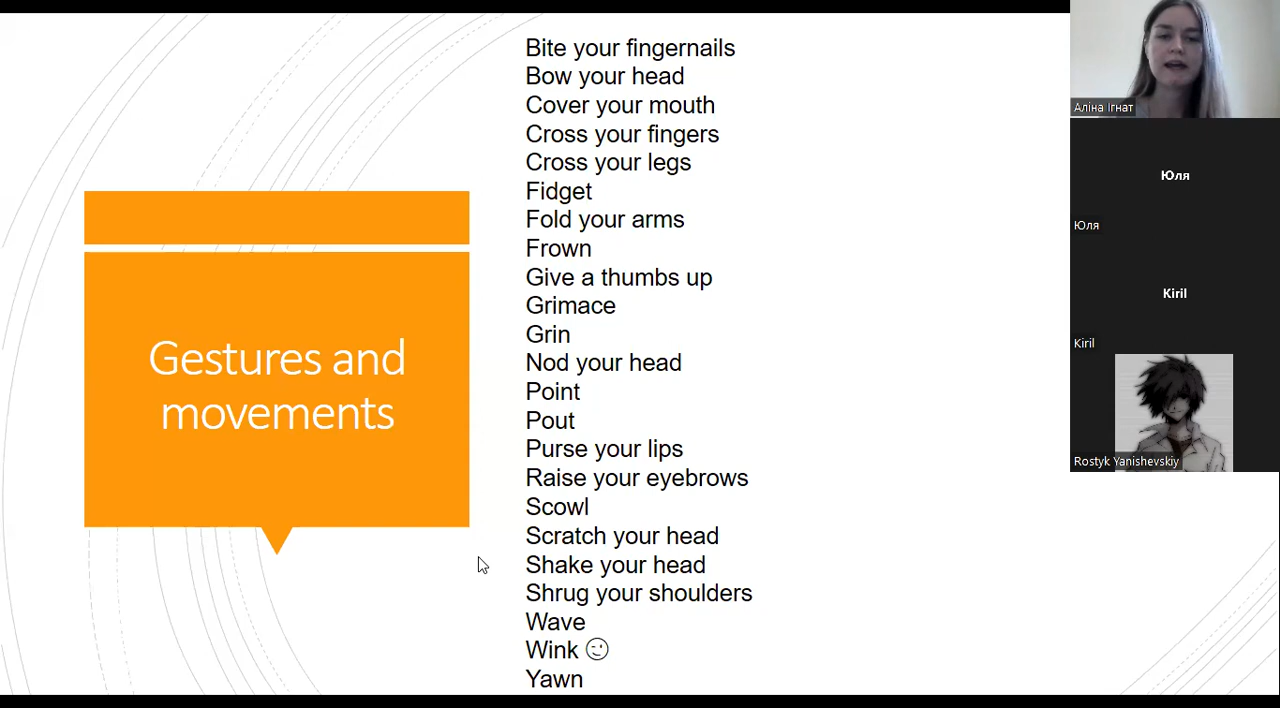 Gestures and
movements
Bite your fingernails
Bow your head
Cover your mouth
Cross your fingers
Cross your legs
Fidget
Fold your arms
Frown
Give a thumbs up
Grimace
Grin
Nod your head
Point
Pout
Purse your lips
Raise your eyebrows
Scowl
Scratch your head
Shake your head
Shrug your shoulders
Wave
Wink 😉
Yawn
Аліна Ігнат
Юля
Юля
Kiril
Kiril
Rostyk Yanishevskiy